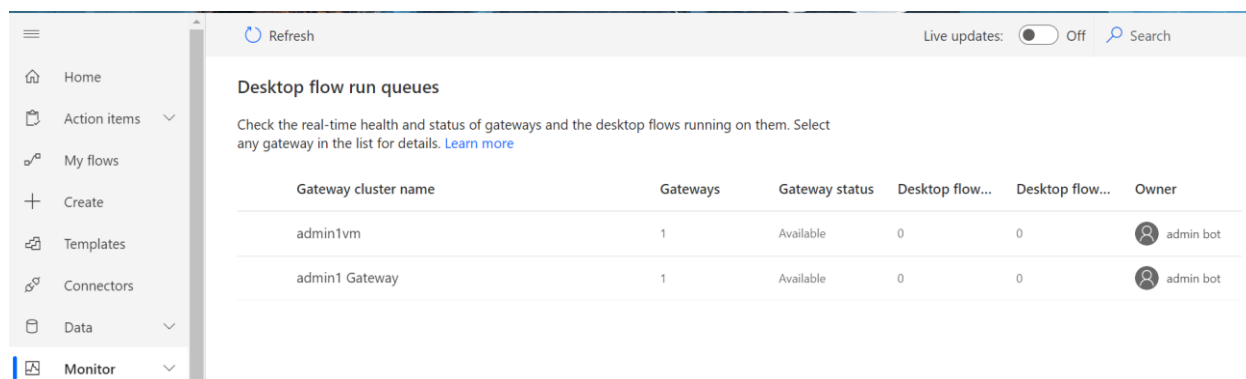 Refresh
Live updates: Off Search
Home
Action items
My flows
Create
Templates
Connectors
Data
Monitor
Desktop flow run queues
Check the real-time health and status of gateways and the desktop flows running on them. Select
any gateway in the list for details. Learn more
Gateway cluster name Gateways Gateway status Desktop flow... Desktop flow... Owner
admin1vm 1 Available 0 0 admin bot
admin1 Gateway 1 Available 0 0 admin bot